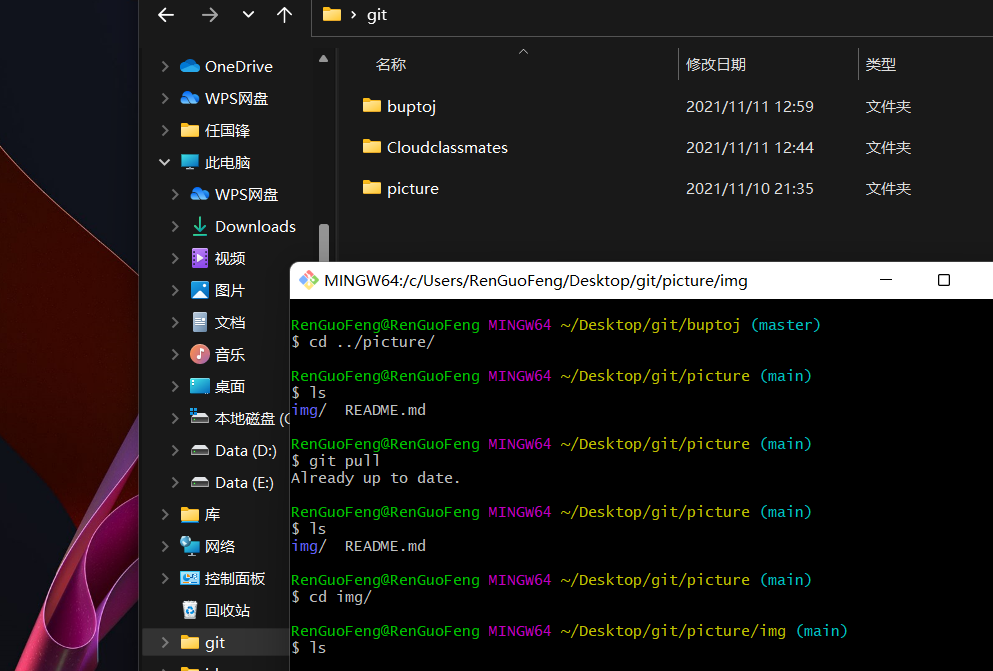 git
OneDrive
WPS网盘
任国锋
此电脑
WPS网盘
Downloads
视频
图片
文档
音乐
桌面
本地磁盘 (C
Data (D:)
Data (E:)
库
网络
控制面板
回收站
git
名称 修改日期 类型
buptoj 2021/11/11 12:59 文件夹
Cloudclassmates 2021/11/11 12:44 文件夹
picture 2021/11/10 21:35 文件夹
MINGW64:/c/Users/RenGuoFeng/Desktop/git/picture/img
RenGuoFeng@RenGuoFeng MINGW64 ~/Desktop/git/buptoj (master)
$ cd ../picture/
RenGuoFeng@RenGuoFeng MINGW64 ~/Desktop/git/picture (main)
$ ls
img/ README.md
RenGuoFeng@RenGuoFeng MINGW64 ~/Desktop/git/picture (main)
$ git pull
Already up to date.
RenGuoFeng@RenGuoFeng MINGW64 ~/Desktop/git/picture (main)
$ ls
img/ README.md
RenGuoFeng@RenGuoFeng MINGW64 ~/Desktop/git/picture (main)
$ cd img/
RenGuoFeng@RenGuoFeng MINGW64 ~/Desktop/git/picture/img (main)
$ ls